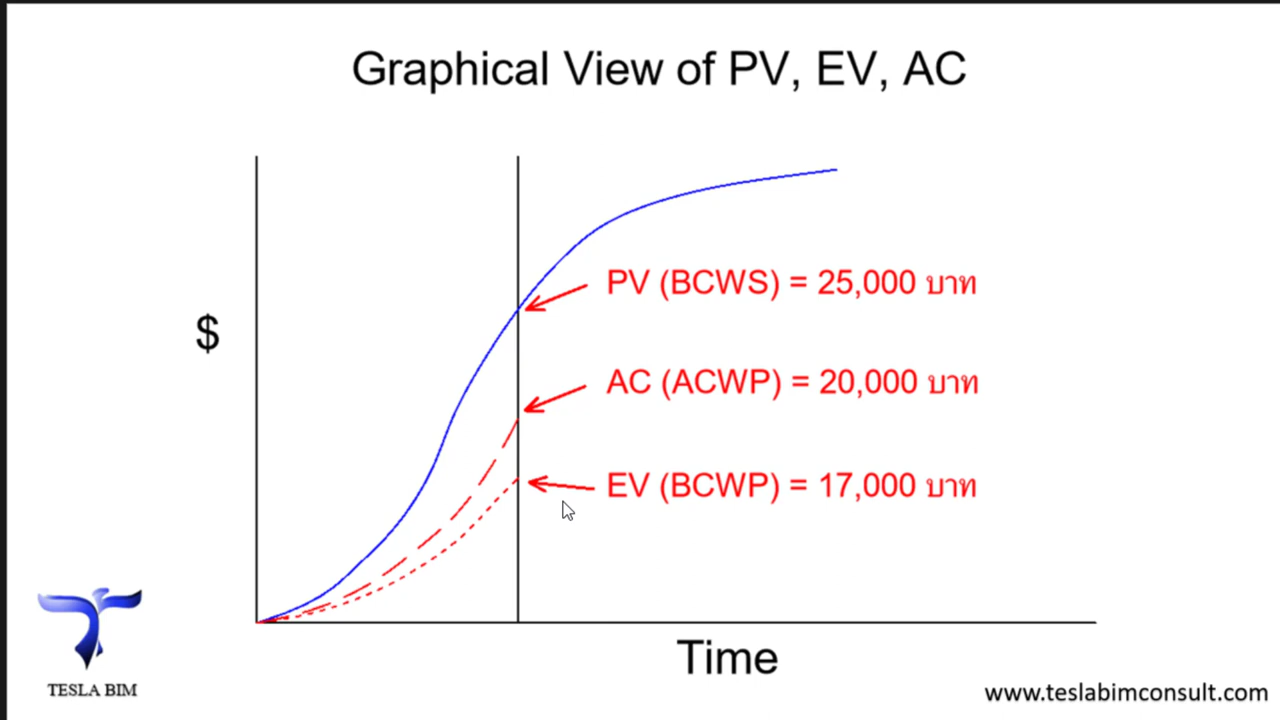 Graphical View of PV, EV, AC
$
PV (BCWS) = 25,000 บาท
AC (ACWP) = 20,000 บาท
EV (BCWP) = 17,000 บาท
Time
TESLA BIM
www.teslabimconsult.com